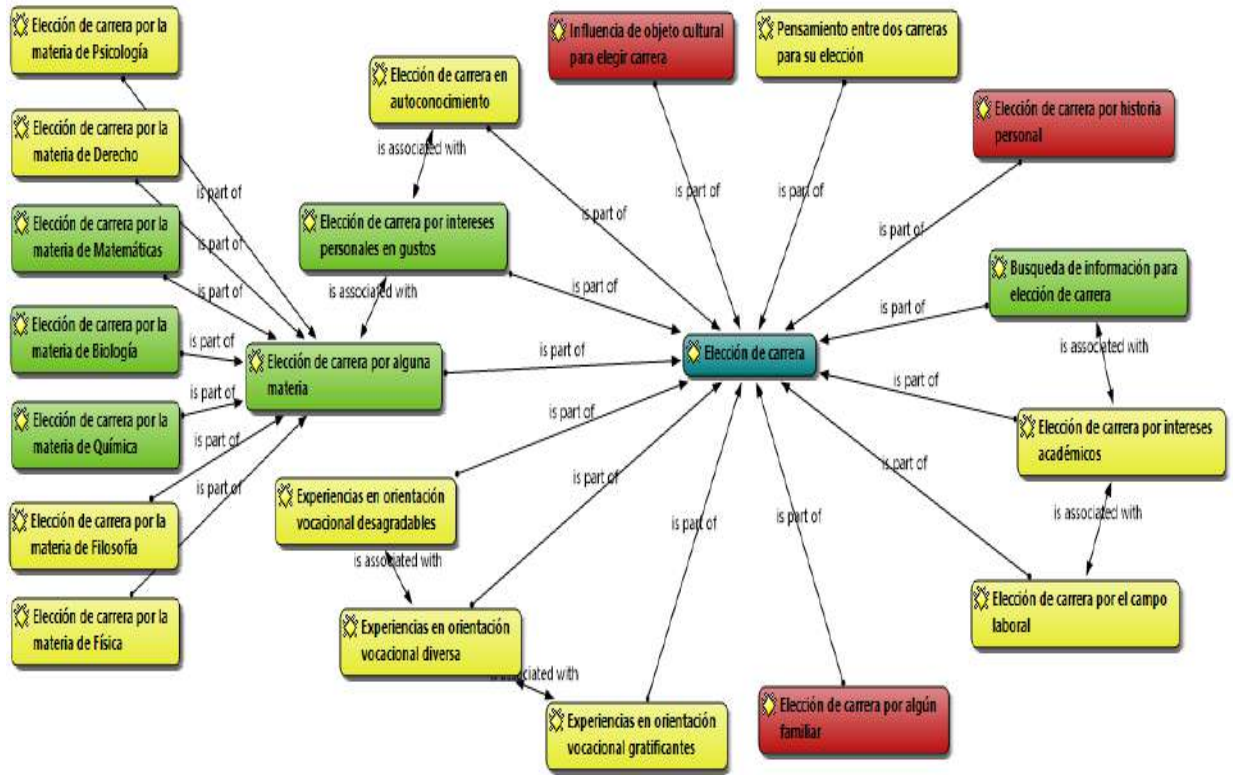 Elección de carrera por la
materia de Psicología
Elección de carrera por la
materia de Derecho
Elección de carrera por la
materia de Matemáticas
Elección de carrera por la
materia de Biología
Elección de carrera por la
materia de Química
Elección de carrera por la
materia de Filosofía
Elección de carrera por la
materia de Física
is part of
is part of
is part of
is part of
is part of
is part of
is part of
Elección de carrera por alguna
materia
is part of
is associated with
Elección de carrera por intereses
personales en gustos
is part of
is associated with
Elección de carrera en
autoconocimiento
is part of
Influencia de objeto cultural
para elegir carrera
is part of
Pensamiento entre dos carreras
para su elección
is part of
Elección de carrera por historia
personal
is part of
Busqueda de información para
elección de carrera
is part of
is associated with
Elección de carrera
Elección de carrera por intereses
académicos
is part of
is associated with
Elección de carrera por el campo
laboral
is part of
Elección de carrera por algún
familiar
is part of
Experiencias en orientación
vocacional desagradables
is part of
is associated with
Experiencias en orientación
vocacional diversa
is part of
is associated with
Experiencias en orientación
vocacional gratificantes
is part of